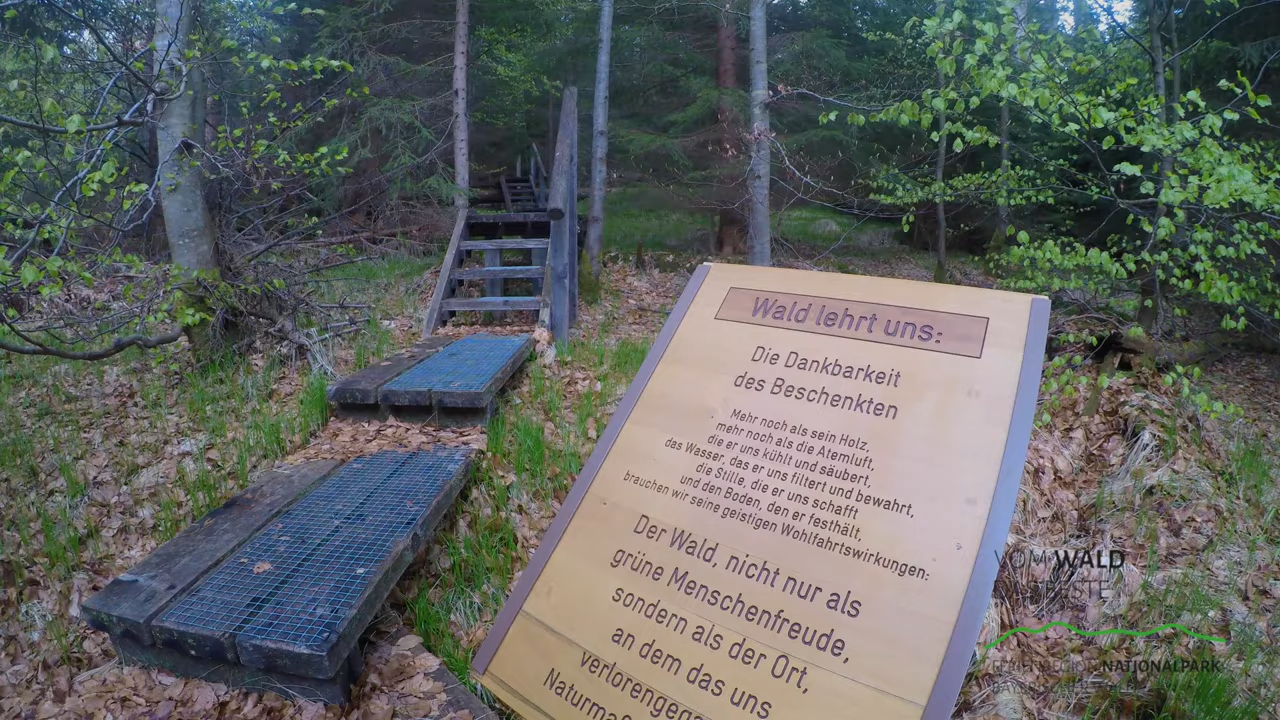 Wald lehrt uns:
Die Dankbarkeit
des Beschenkten
Mehr noch als sein Holz,
mehr noch als die Atemluft,
die er uns kühlt und säubert,
das Wasser, das er uns filtert und bewahrt,
die Stille, die er uns schafft
und den Boden, den er festhält,
brauchen wir seine geistigen Wohlfahrtswirkungen:
Der Wald, nicht nur als
grüne Menschenfreude,
sondern als der Ort,
an dem das uns
VOM WALD
NATIONALPARK